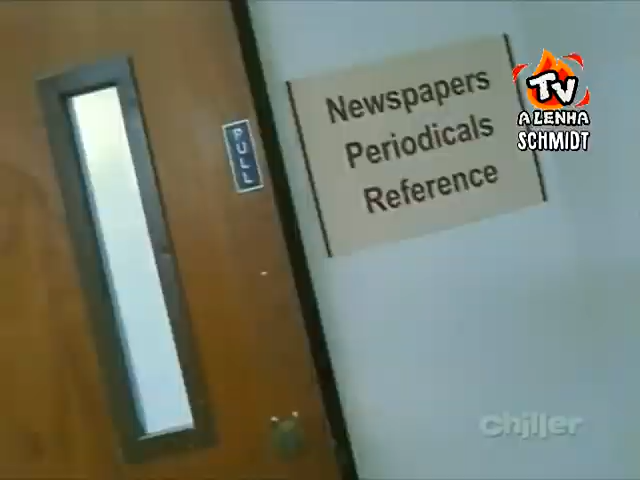 PULL
Newspapers
Periodicals
Reference
TV
A LENHA
SCHMIDT
Chiller